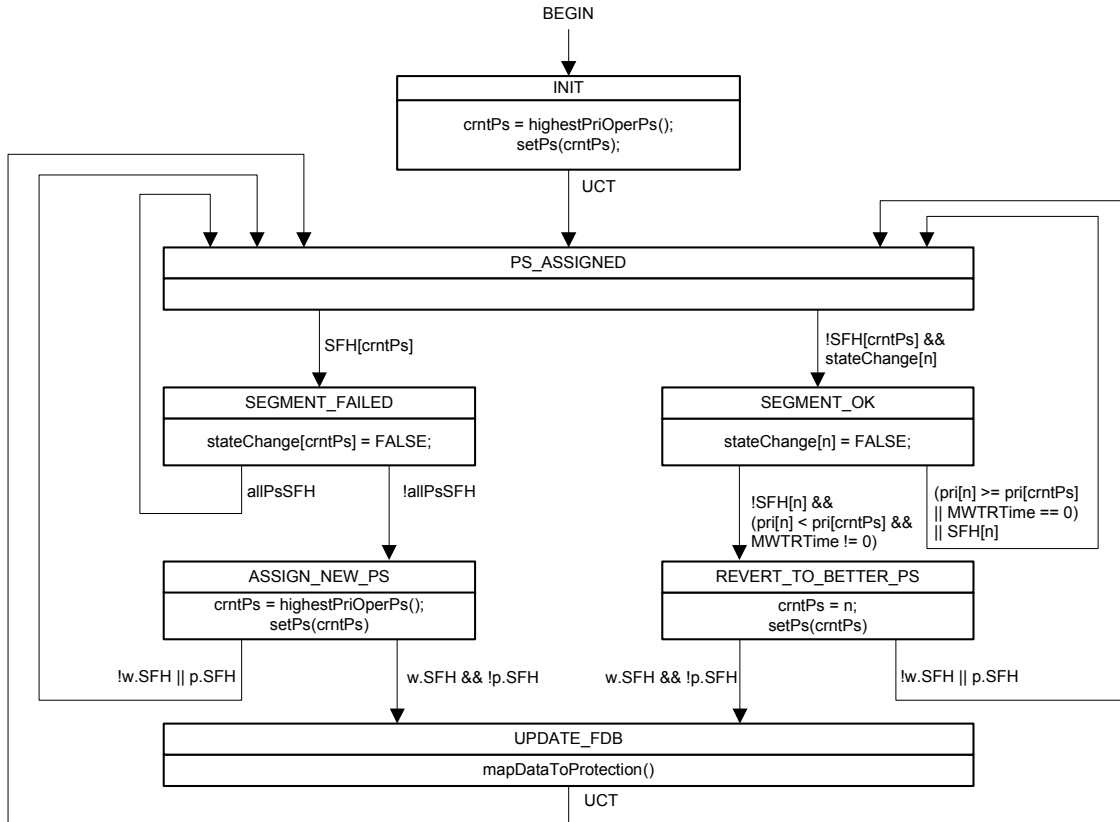 BEGIN
INIT
crntPs = highestPriOperPs();
setPs(crntPs);
UCT
PS_ASSIGNED
SFH[crntPs]
!SFH[crntPs] &&
stateChange[n]
SEGMENT_FAILED
stateChange[crntPs] = FALSE;
SEGMENT_OK
stateChange[n] = FALSE;
allPsSFH
!allPsSFH
!SFH[n] &&
(pri[n] < pri[crntPs] &&
MWTRTime != 0)
(pri[n] >= pri[crntPs]
|| MWTRTime == 0)
|| SFH[n]
ASSIGN_NEW_PS
crntPs = highestPriOperPs();
setPs(crntPs)
REVERT_TO_BETTER_PS
crntPs = n;
setPs(crntPs)
!w.SFH || p.SFH
w.SFH && !p.SFH
w.SFH && !p.SFH
!w.SFH || p.SFH
UPDATE_FDB
mapDataToProtection()
UCT